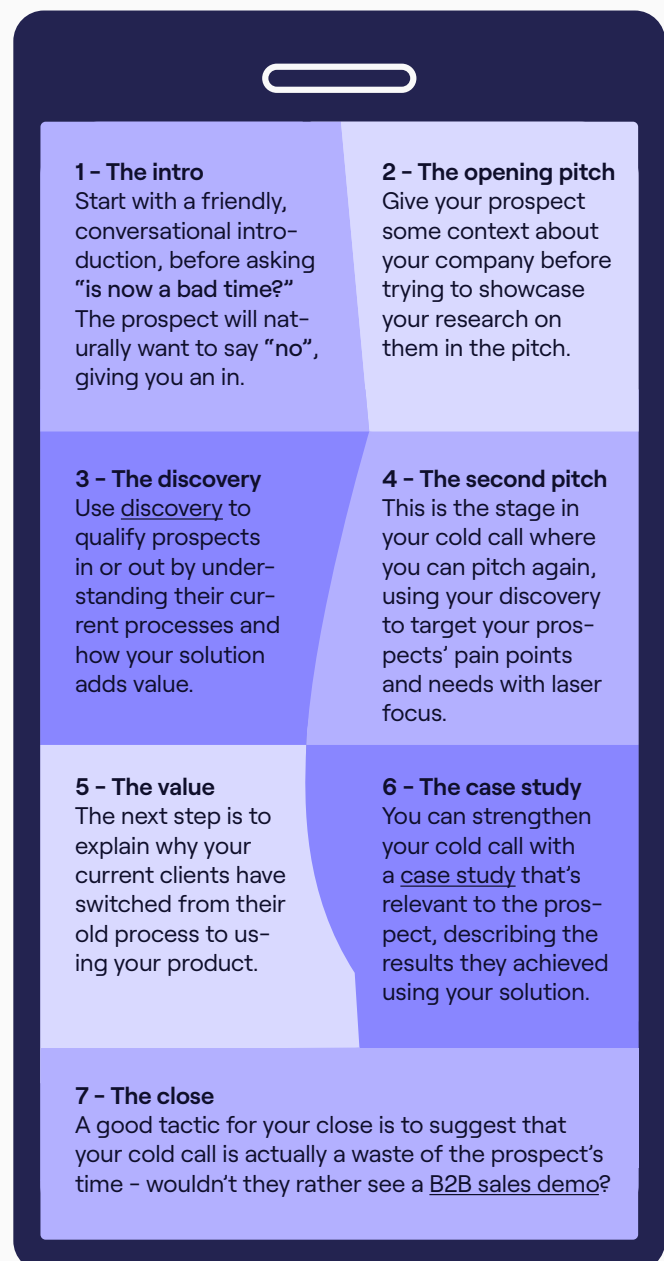 1 – The intro
Start with a friendly,
conversational intro-
duction, before asking
“is now a bad time?”
The prospect will nat-
urally want to say “no”,
giving you an in.
2 – The opening pitch
Give your prospect
some context about
your company before
trying to showcase
your research on
them in the pitch.
3 – The discovery
Use discovery to
qualify prospects
in or out by under-
standing their cur-
rent processes and
how your solution
adds value.
4 – The second pitch
This is the stage in
your cold call where
you can pitch again,
using your discovery
to target your pros-
pects’ pain points
and needs with laser
focus.
5 – The value
The next step is to
explain why your
current clients have
switched from their
old process to us-
ing your product.
6 – The case study
You can strengthen
your cold call with
a case study that’s
relevant to the pros-
pect, describing the
results they achieved
using your solution.
7 – The close
A good tactic for your close is to suggest that
your cold call is actually a waste of the prospect’s
time – wouldn’t they rather see a B2B sales demo?